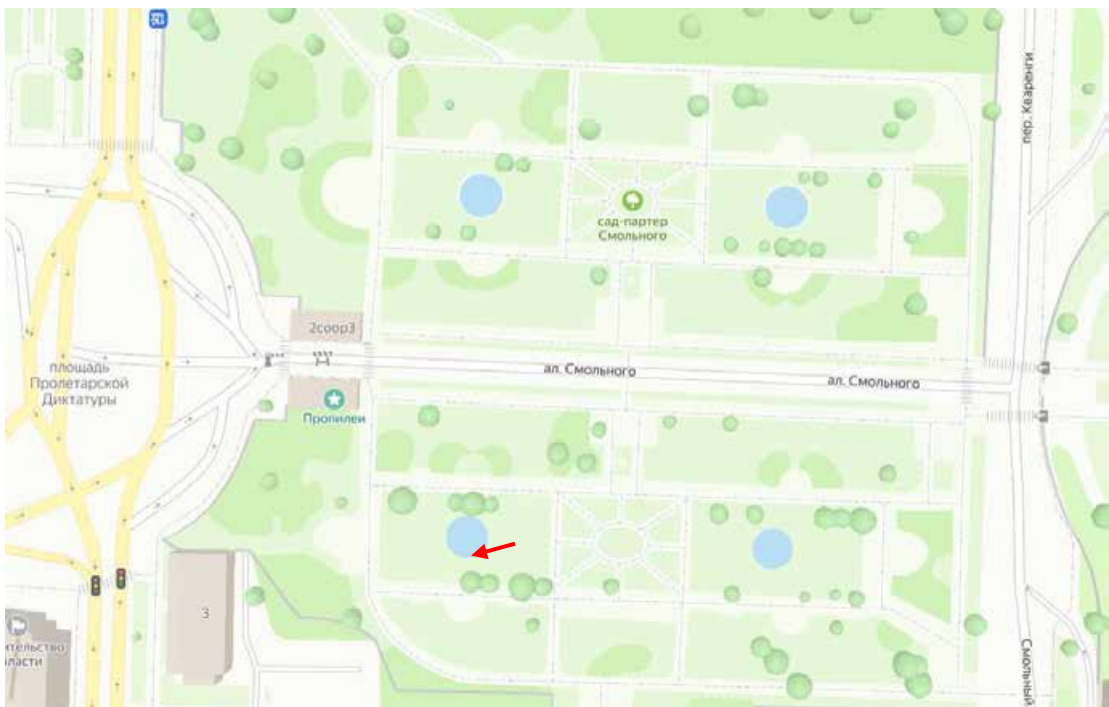 пер. Кваренги
сад-партер
Смольного
2соор3
площадь
Пролетарской
Диктатуры
ал. Смольного
ал. Смольного
Пропилеи
3
Смольный